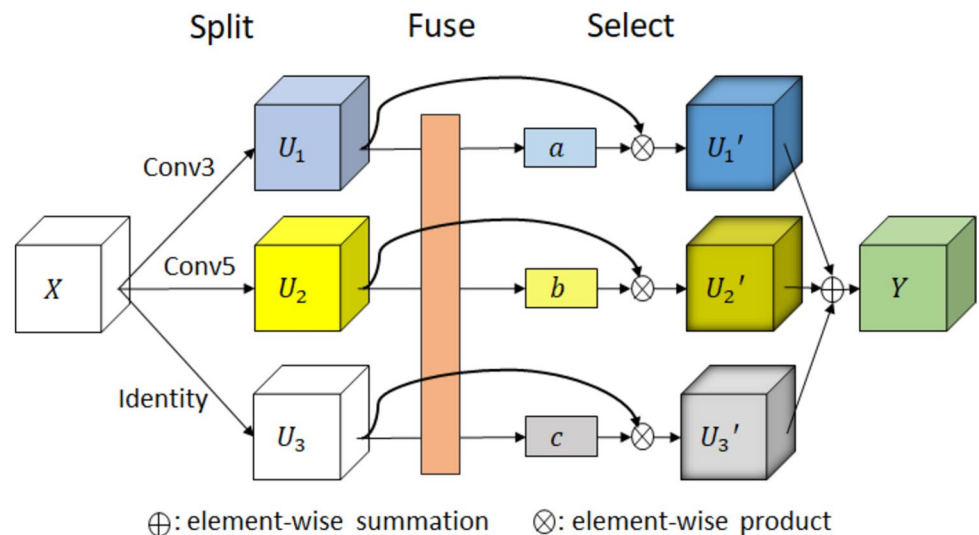 Split Fuse Select
Conv3
U₁ a ⊗ U₁′
X
Conv5
U₂ b ⊗ U₂′ ⊕ Y
Identity
U₃ c ⊗ U₃′
⊕: element-wise summation ⊗: element-wise product